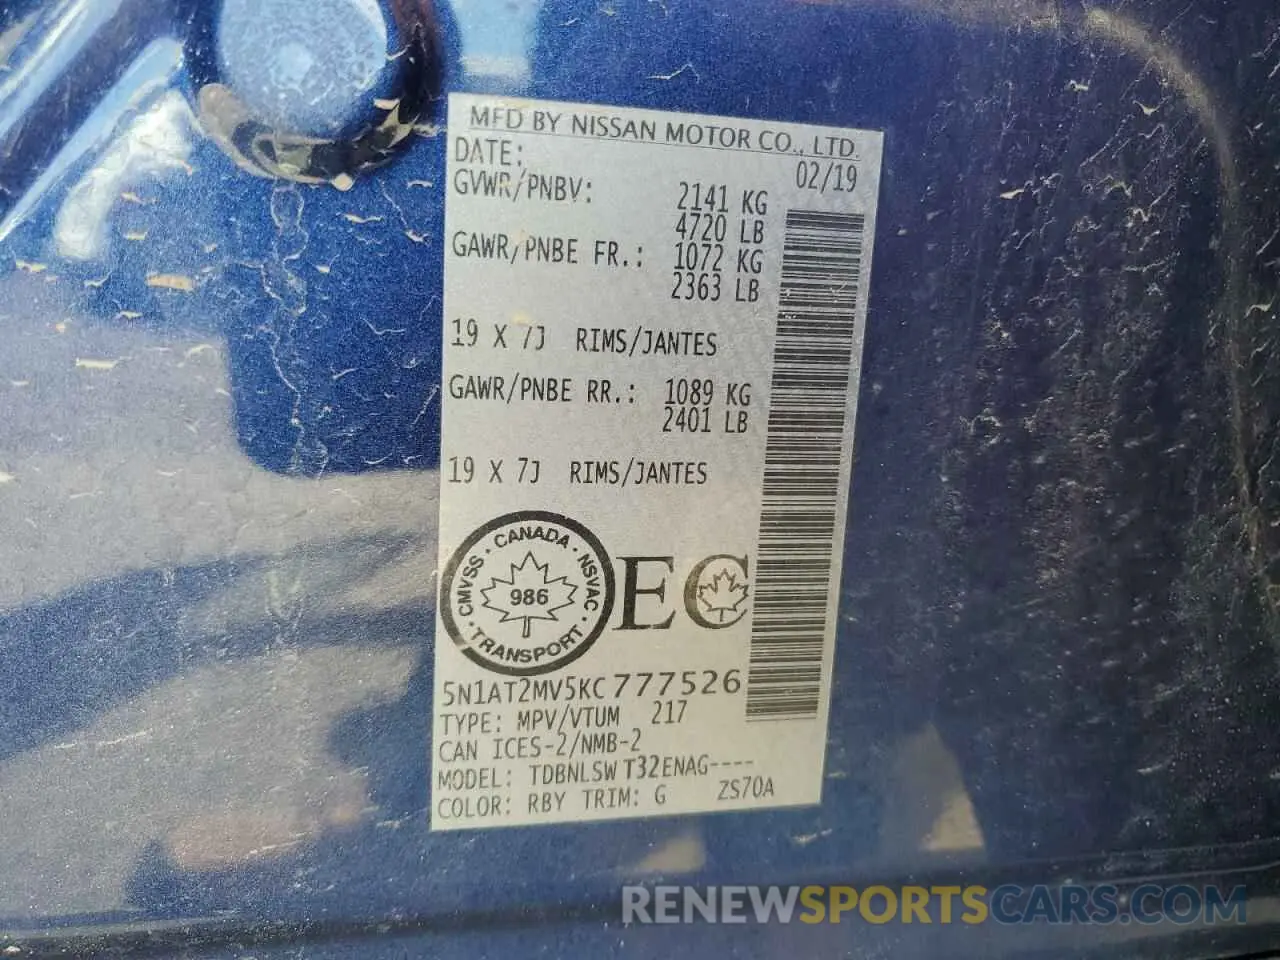 MFD BY NISSAN MOTOR CO., LTD.
DATE: 02/19
GVWR/PNBV: 2141 KG
4720 LB
GAWR/PNBE FR.: 1072 KG
2363 LB
19 X 7J RIMS/JANTES
GAWR/PNBE RR.: 1089 KG
2401 LB
19 X 7J RIMS/JANTES
CMVSS · CANADA · NSVAC · TRANSPORT ·
986
EC
5N1AT2MV5KC777526
TYPE: MPV/VTUM 217
CAN ICES-2/NMB-2
MODEL: TDBNLSW T32ENAG----
COLOR: RBY TRIM: G ZS70A
RENEWSPORTSCARS.COM